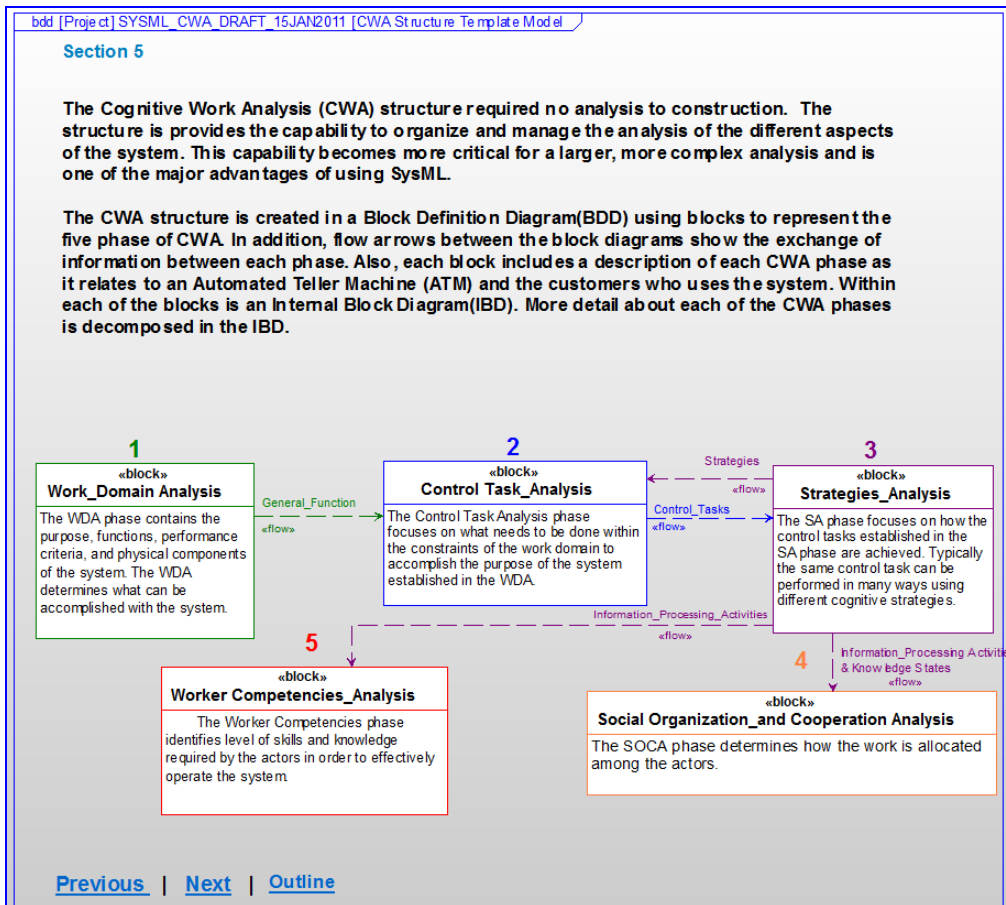 bdd [Project] SYSML_CWA_DRAFT_15JAN2011 [CWA Structure Template Model
Section 5
The Cognitive Work Analysis (CWA) structure required no analysis to construction. The
structure is provides the capability to organize and manage the analysis of the different aspects
of the system. This capability becomes more critical for a larger, more complex analysis and is
one of the major advantages of using SysML.
The CWA structure is created in a Block Definition Diagram(BDD) using blocks to represent the
five phase of CWA. In addition, flow arrows between the block diagrams show the exchange of
information between each phase. Also, each block includes a description of each CWA phase as
it relates to an Automated Teller Machine (ATM) and the customers who uses the system. Within
each of the blocks is an Internal Block Diagram(IBD). More detail about each of the CWA phases
is decomposed in the IBD.
1
«block»
Work_Domain Analysis
The WDA phase contains the
purpose, functions, performance
criteria, and physical components
of the system. The WDA
determines what can be
accomplished with the system.
General_Function
«flow»
2
«block»
Control Task_Analysis
The Control Task Analysis phase
focuses on what needs to be done within
the constraints of the work domain to
accomplish the purpose of the system
established in the WDA.
Strategies
«flow»
Control_Tasks
«flow»
3
«block»
Strategies_Analysis
The SA phase focuses on how the
control tasks established in the
SA phase are achieved. Typically
the same control task can be
performed in many ways using
different cognitive strategies.
Information_Processing_Activities
«flow»
5
«block»
Worker Competencies_Analysis
The Worker Competencies phase
identifies level of skills and knowledge
required by the actors in order to effectively
operate the system.
4
Information_Processing Activitie
& Knowledge States
«flow»
«block»
Social Organization_and Cooperation Analysis
The SOCA phase determines how the work is allocated
among the actors.
Previous | Next | Outline